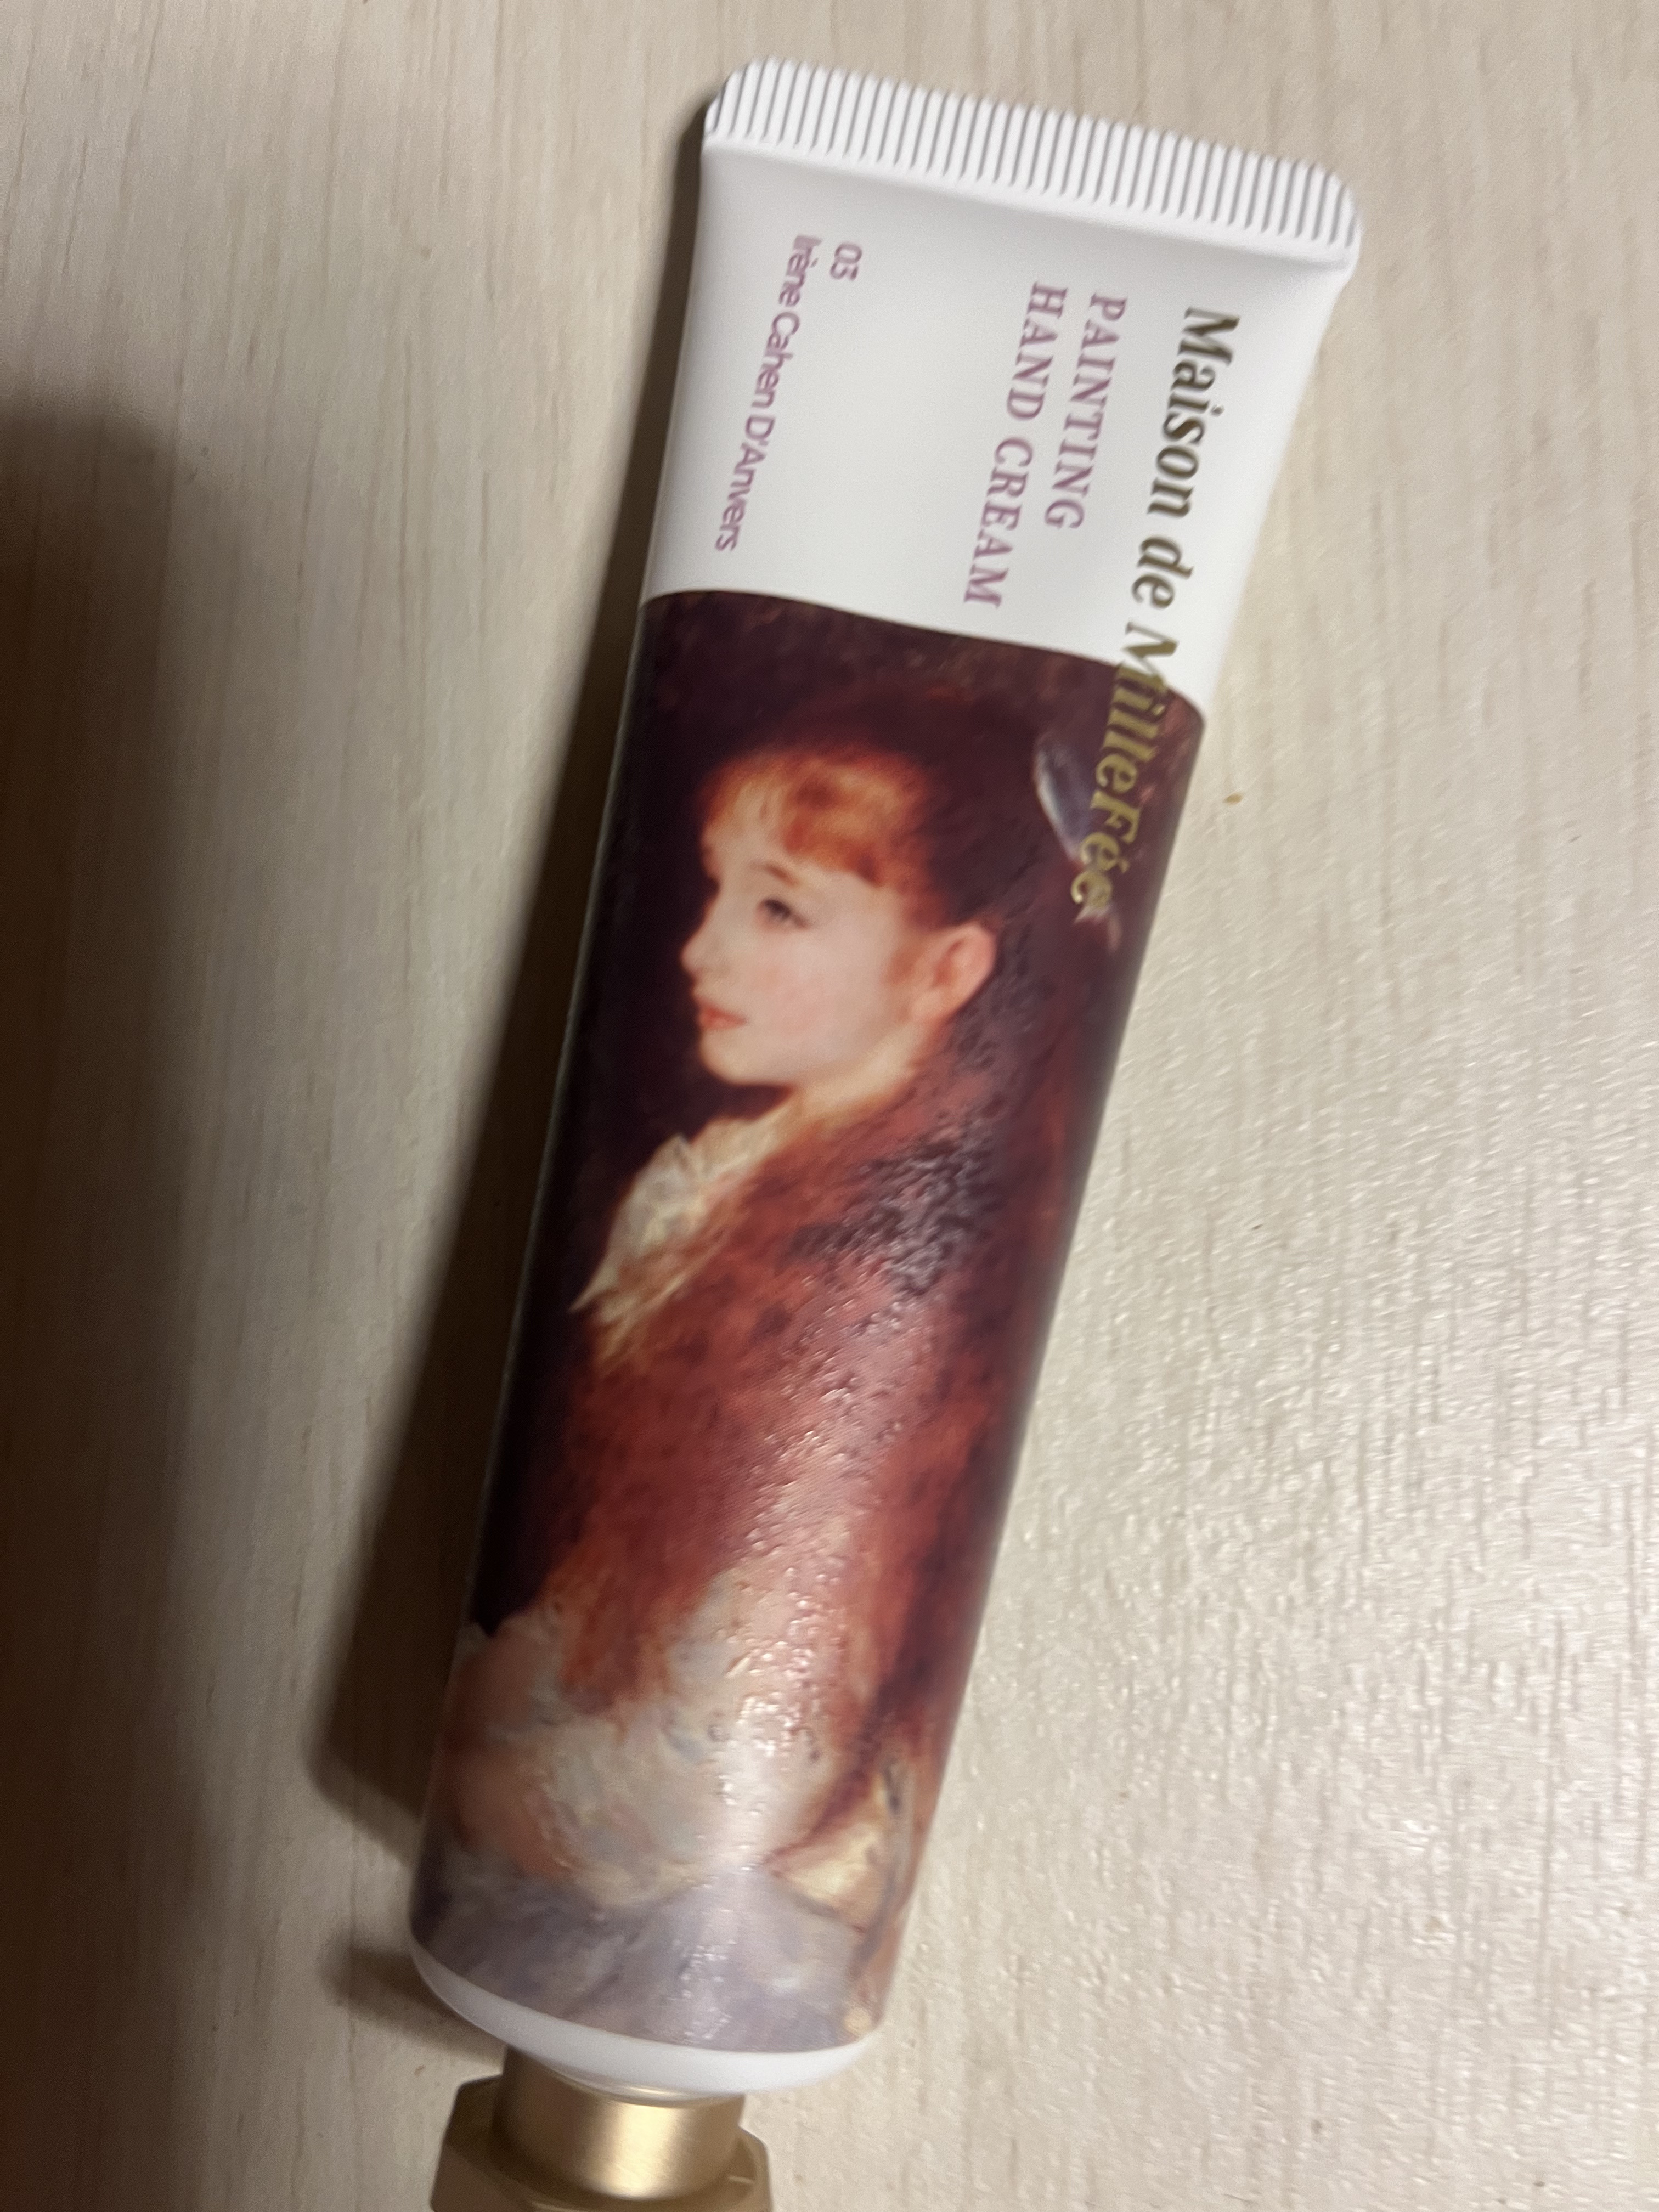 Maison de MilleFée
PAINTING
HAND CREAM
03
Irène Cahen D'Anvers